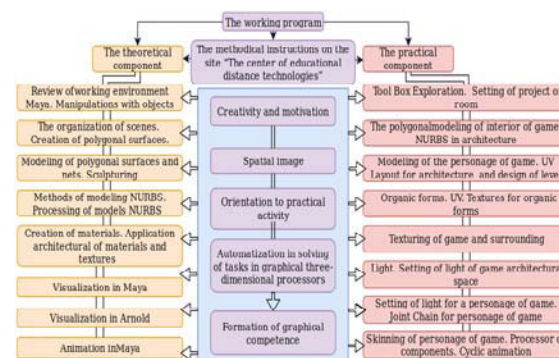 The working program
The theoretical
component
The methodical instructions on the
site "The center of educational
distance technologies"
The practical
component
Review of working environment
Maya. Manipulations with objects
The organization of scenes.
Creation of polygonal surfaces.
Modeling of polygonal surfaces and
nets. Sculpturing
Methods of modeling NURBS.
Processing of models NURBS
Creation of materials. Application
architectural of materials and
textures
Visualization in Maya
Visualization in Arnold
Animation inMaya
Creativity and motivation
Spatial image
Orientation to practical
activity
Automatization in solving
of tasks in graphical three-
dimensional processors
Formation of graphical
competence
Tool Box Exploration. Setting of project of
room
The polygonalmodeling of interior of game
NURBS in architecture
Modeling of the personage of game. UV
Layout for architecture and design of leve
Organic forms. UV. Textures for organic
forms
Texturing of game and surrounding
Light. Setting of light of game architectur
space
Setting of light for a personage of game.
Joint Chain for personage of game
Skinning of personage of game. Processor o
components. Cyclic animation